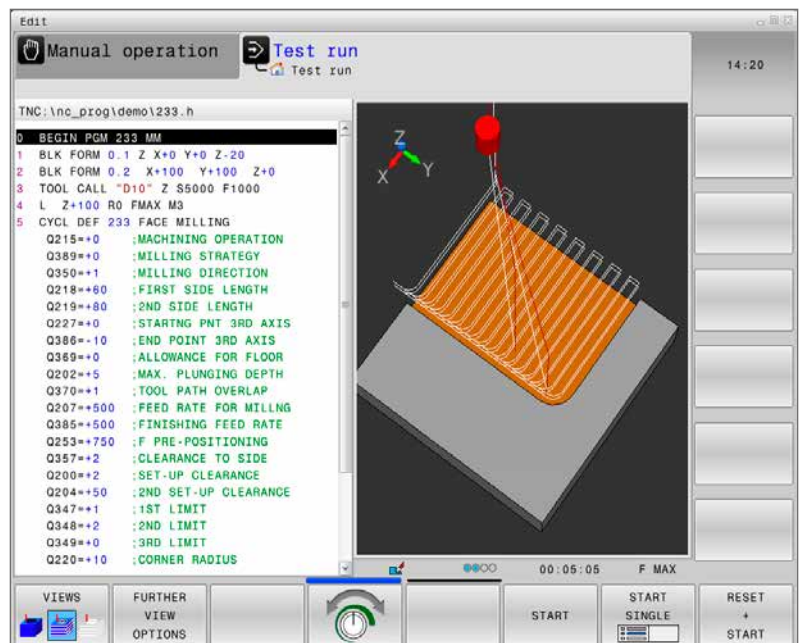 Edit
Manual operation
Test run
Test run
14:20
TNC:\nc_prog\demo\233.h
0 BEGIN PGM 233 MM
1 BLK FORM 0.1 Z X+0 Y+0 Z-20
2 BLK FORM 0.2 X+100 Y+100 Z+0
3 TOOL CALL "D10" Z S5000 F1000
4 L Z+100 R0 FMAX M3
5 CYCL DEF 233 FACE MILLING
Q215=+0 ;MACHINING OPERATION
Q389=+0 ;MILLING STRATEGY
Q350=+1 ;MILLING DIRECTION
Q218=+60 ;FIRST SIDE LENGTH
Q219=+80 ;2ND SIDE LENGTH
Q227=+0 ;STARTNG PNT 3RD AXIS
Q386=-10 ;END POINT 3RD AXIS
Q369=+0 ;ALLOWANCE FOR FLOOR
Q202=+5 ;MAX. PLUNGING DEPTH
Q370=+1 ;TOOL PATH OVERLAP
Q207=+500 ;FEED RATE FOR MILLNG
Q385=+500 ;FINISHING FEED RATE
Q253=+750 ;F PRE-POSITIONING
Q357=+2 ;CLEARANCE TO SIDE
Q200=+2 ;SET-UP CLEARANCE
Q204=+50 ;2ND SET-UP CLEARANCE
Q347=+1 ;1ST LIMIT
Q348=+2 ;2ND LIMIT
Q349=+0 ;3RD LIMIT
Q220=+10 ;CORNER RADIUS
Z
X
Y
00:05:05 F MAX
VIEWS
FURTHER
VIEW
OPTIONS
START
START
SINGLE
RESET
+
START